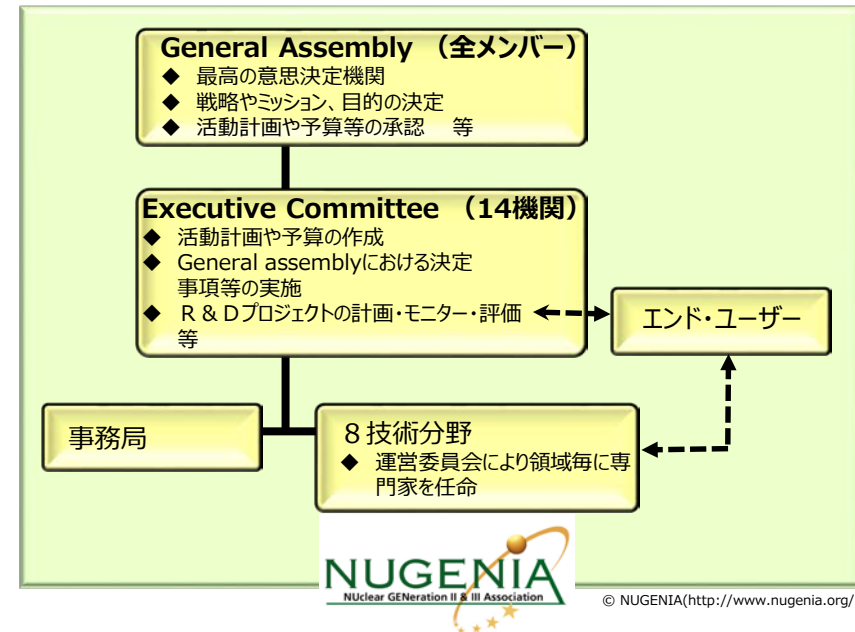 General Assembly （全メンバー）
◆ 最高の意思決定機関
◆ 戦略やミッション、目的の決定
◆ 活動計画や予算等の承認　等
Executive Committee （14機関）
◆ 活動計画や予算の作成
◆ General assemblyにおける決定
事項等の実施
◆ Ｒ＆Ｄプロジェクトの計画・モニター・評価
等
エンド・ユーザー
事務局
８技術分野
◆ 運営委員会により領域毎に専
門家を任命
NUGENIA
NUclear GENeration II & III Association
© NUGENIA(http://www.nugenia.org/